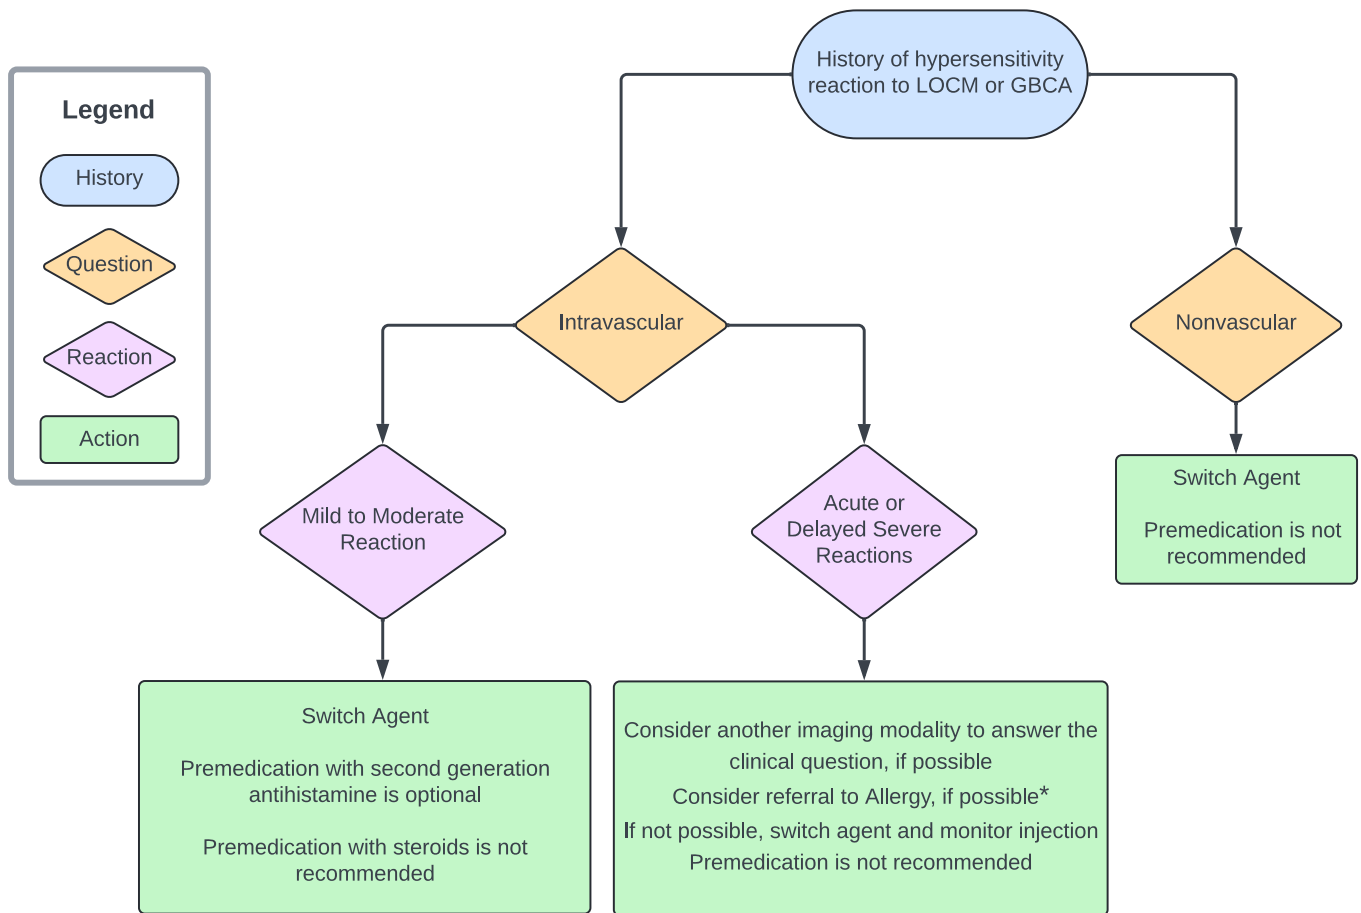 History of hypersensitivity
reaction to LOCM or GBCA
Legend
History
Question
Reaction
Action
Intravascular
Nonvascular
Mild to Moderate
Reaction
Acute or
Delayed Severe
Reactions
Switch Agent
Premedication is not
recommended
Switch Agent
Premedication with second generation
antihistamine is optional
Premedication with steroids is not
recommended
Consider another imaging modality to answer the
clinical question, if possible
Consider referral to Allergy, if possible*
If not possible, switch agent and monitor injection
Premedication is not recommended